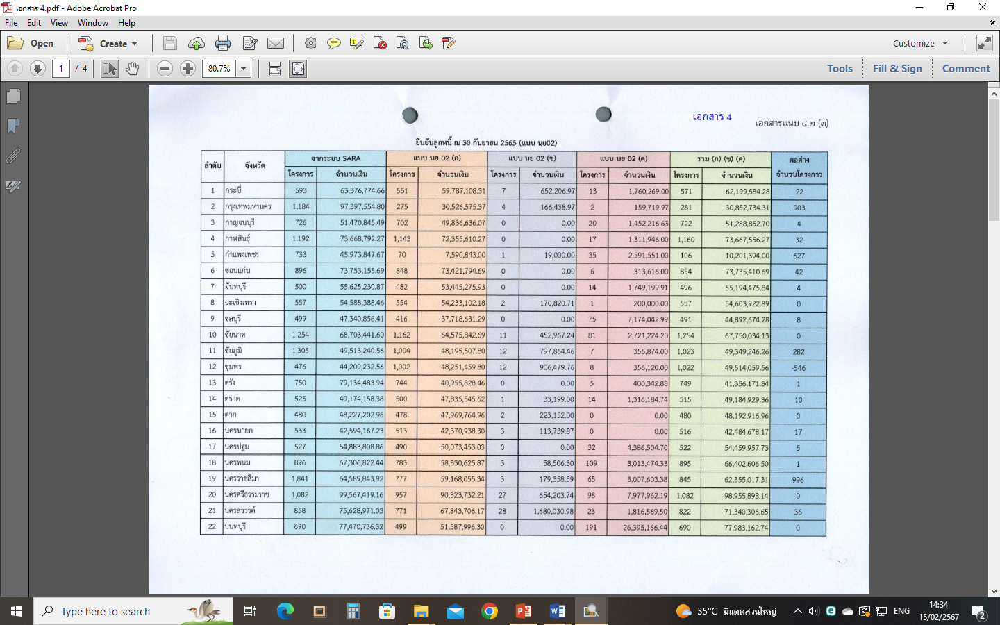 เอกสาร 4.pdf - Adobe Acrobat Pro
File Edit View Window Help
Open Create Customize
1 / 4 80.7% Tools Fill & Sign Comment
เอกสาร 4
เอกสารแนบ ๔.๒ (๓)
ยืนยันลูกหนี้ ณ 30 กันยายน 2565 (แบบ นย02)
ลำดับ จังหวัด จากระบบ SARA แบบ นย 02 (ก) แบบ นย 02 (ข) แบบ นย 02 (ค) รวม (ก) (ข) (ค) ผลต่าง
โครงการ จำนวนเงิน โครงการ จำนวนเงิน โครงการ จำนวนเงิน โครงการ จำนวนเงิน โครงการ จำนวนเงิน จำนวนโครงการ
1 กระบี่ 593 63,376,774.66 551 59,787,108.31 7 652,206.97 13 1,760,269.00 571 62,199,584.28 22
2 กรุงเทพมหานคร 1,184 97,397,554.80 275 30,526,575.37 4 166,438.97 2 159,719.97 281 30,852,734.31 903
3 กาญจนบุรี 726 51,470,845.49 702 49,836,636.07 0 0.00 20 1,452,216.63 722 51,288,852.70 4
4 กาฬสินธุ์ 1,192 73,668,792.27 1,143 72,355,610.27 0 0.00 17 1,311,946.00 1,160 73,667,556.27 32
5 กำแพงเพชร 733 45,973,847.67 70 7,590,843.00 1 19,000.00 35 2,591,551.00 106 10,201,394.00 627
6 ขอนแก่น 896 73,753,155.69 848 73,421,794.69 0 0.00 6 313,616.00 854 73,735,410.69 42
7 จันทบุรี 500 55,625,230.87 482 53,445,275.93 0 0.00 14 1,749,199.91 496 55,194,475.84 4
8 ฉะเชิงเทรา 557 54,588,388.46 554 54,233,102.18 2 170,820.71 1 200,000.00 557 54,603,922.89 0
9 ชลบุรี 499 47,340,856.41 416 37,718,631.29 0 0.00 75 7,174,042.99 491 44,892,674.28 8
10 ชัยนาท 1,254 68,703,441.60 1,162 64,575,842.69 11 452,967.24 81 2,721,224.20 1,254 67,750,034.13 0
11 ชัยภูมิ 1,305 49,513,240.56 1,004 48,195,507.80 12 797,864.46 7 355,874.00 1,023 49,349,246.26 282
12 ชุมพร 476 44,209,232.56 1,002 48,251,459.80 12 906,479.76 8 356,120.00 1,022 49,514,059.56 -546
13 ตรัง 750 79,134,483.94 744 40,955,828.46 0 0.00 5 400,342.88 749 41,356,171.34 1
14 ตราด 525 49,174,158.38 500 47,835,545.62 1 33,199.00 14 1,316,184.74 515 49,184,929.36 10
15 ตาก 480 48,227,202.96 478 47,969,764.96 2 223,152.00 0 0.00 480 48,192,916.96 0
16 นครนายก 533 42,594,167.23 513 42,370,938.30 3 113,739.87 0 0.00 516 42,484,678.17 17
17 นครปฐม 527 54,883,808.86 490 50,073,453.03 0 0.00 32 4,386,504.70 522 54,459,957.73 5
18 นครพนม 896 67,306,822.44 783 58,330,625.87 3 58,506.30 109 8,013,474.33 895 66,402,606.50 1
19 นครราชสีมา 1,841 64,589,843.92 777 59,168,055.34 3 179,358.59 65 3,007,603.38 845 62,355,017.31 996
20 นครศรีธรรมราช 1,082 99,567,419.16 957 90,323,732.21 27 654,203.74 98 7,977,962.19 1,082 98,955,898.14 0
21 นครสวรรค์ 858 75,628,971.03 771 67,843,706.17 28 1,680,030.98 23 1,816,569.50 822 71,340,306.65 36
22 นนทบุรี 690 77,470,736.32 499 51,587,996.30 0 0.00 191 26,395,166.44 690 77,983,162.74 0
Type here to search 35°C มีแดดส่วนใหญ่ ENG 14:34
15/02/2567 2